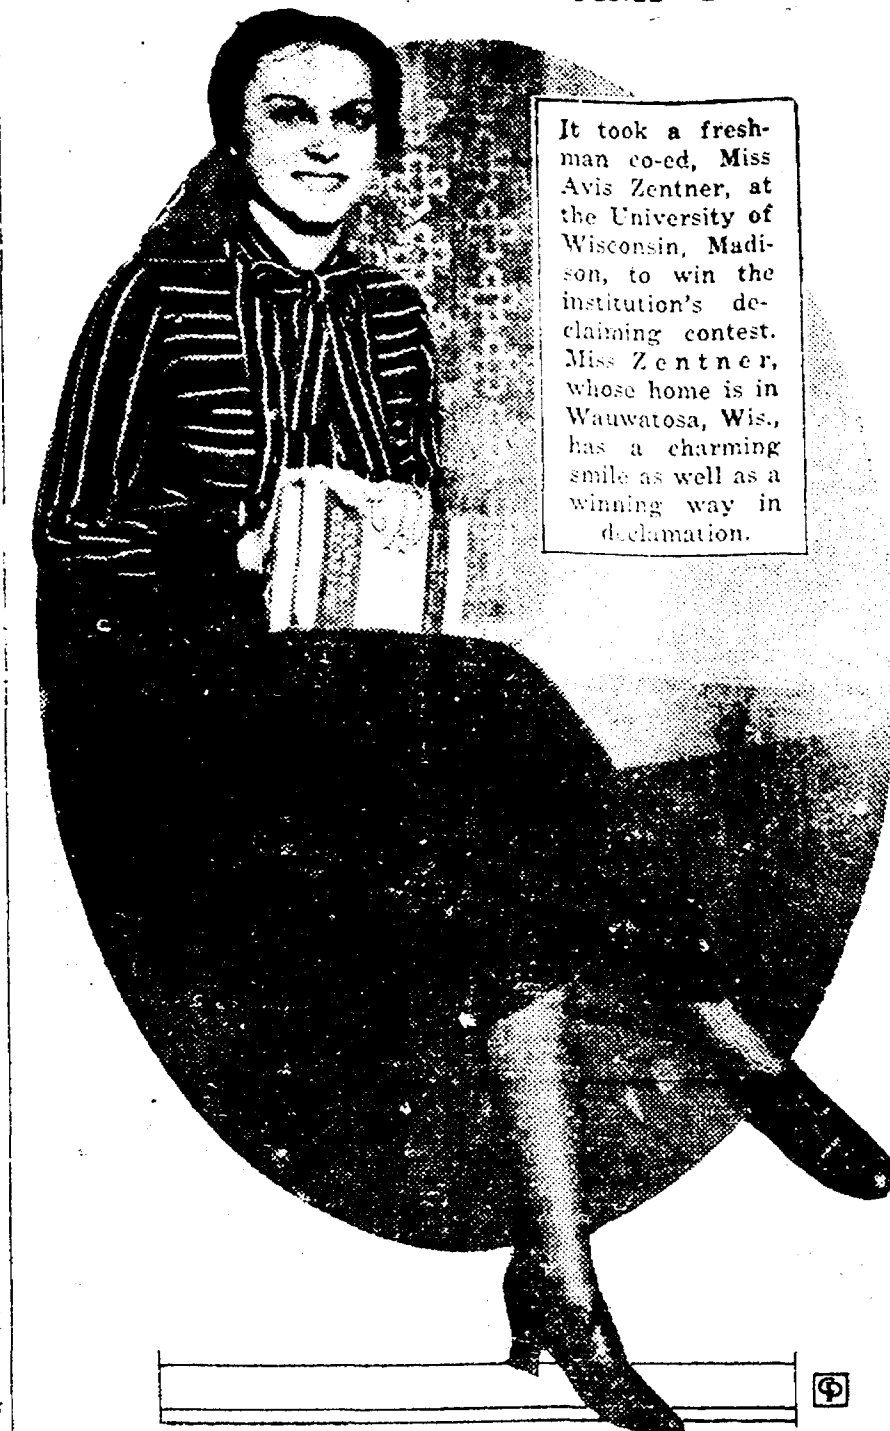 It took a fresh-
man co-ed, Miss
Avis Zentner, at
the University of
Wisconsin, Madi-
son, to win the
institution's de-
claiming contest.
Miss Zentner,
whose home is in
Wauwatosa, Wis.,
has a charming
smile as well as a
winning way in
declamation.
CP